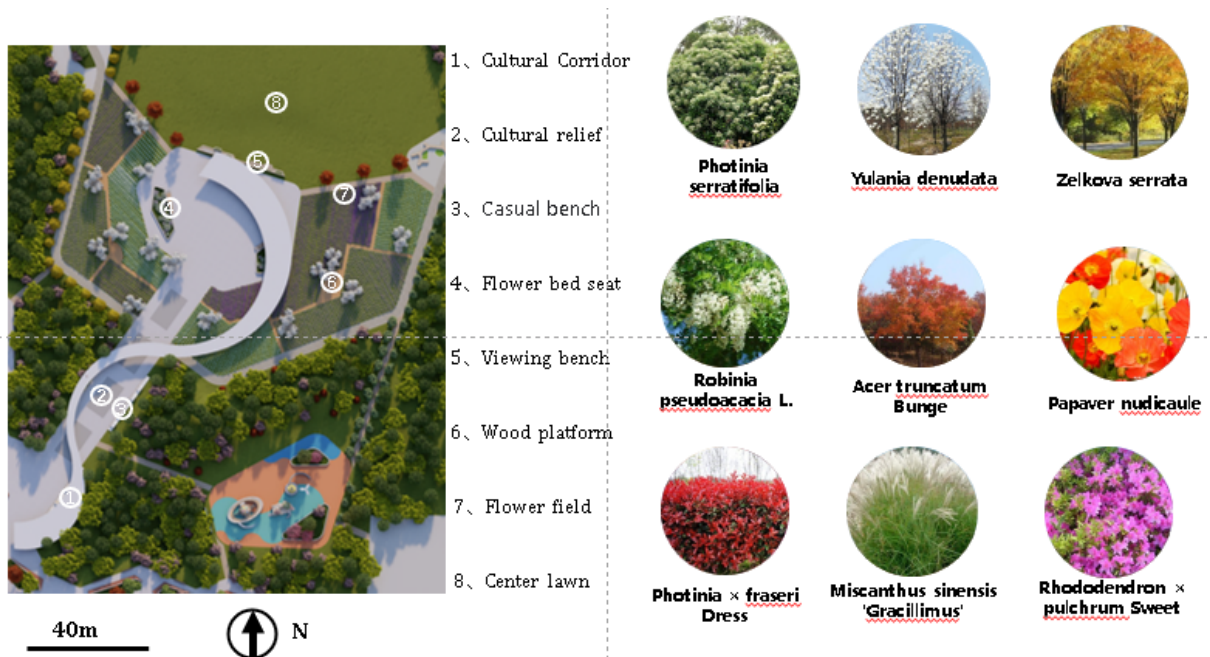 1、Cultural Corridor
2、Cultural relief
3、Casual bench
4、Flower bed seat
5、Viewing bench
6、Wood platform
7、Flower field
8、Center lawn
⑧
⑤
⑦
④
⑥
②
③
①
40m
N
Photinia
serratifolia
Yulania denudata
Zelkova serrata
Robinia
pseudoacacia L.
Acer truncatum
Bunge
Papaver nudicaule
Photinia × fraseri
Dress
Miscanthus sinensis
'Gracillimus'
Rhododendron ×
pulchrum Sweet